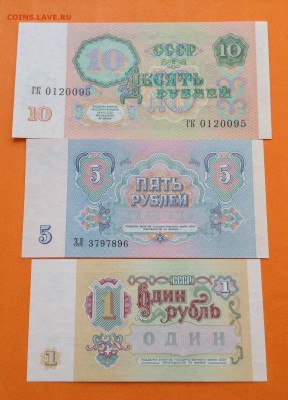 COINS.LAVE.RU
СССР
10
10
ДЕСЯТЬ
РУБЛЕЙ
ГК 0120095
10
ГК 0120095
5
ПЯТЬ
РУБЛЕЙ
5
5
ЗЛ 3797896
СССР
1
Один
рубль
1
ОДИН
1